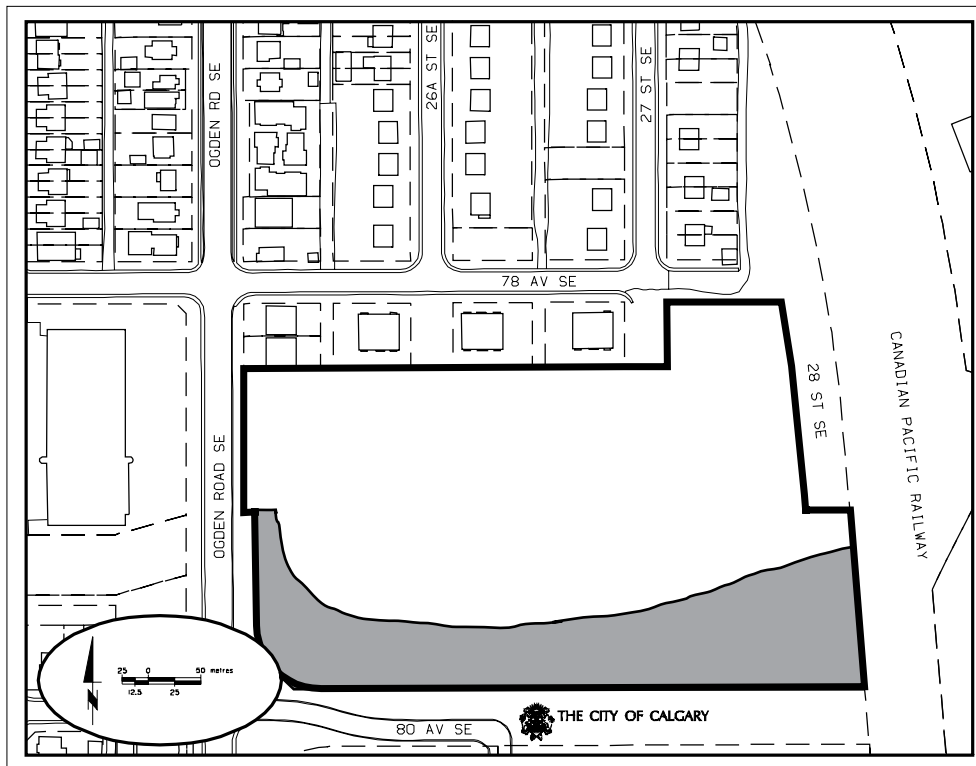 OGDEN RD SE
26A ST SE
27 ST SE
78 AV SE
28 ST SE
CANADIAN PACIFIC RAILWAY
OGDEN ROAD SE
25 0 50 metres
12.5 25
N
THE CITY OF CALGARY
80 AV SE